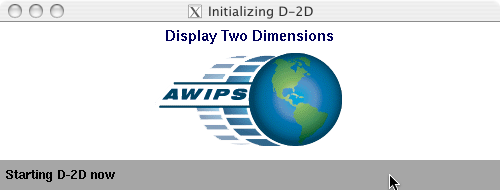 Initializing D-2D
Display Two Dimensions
AWIPS
Starting D-2D now